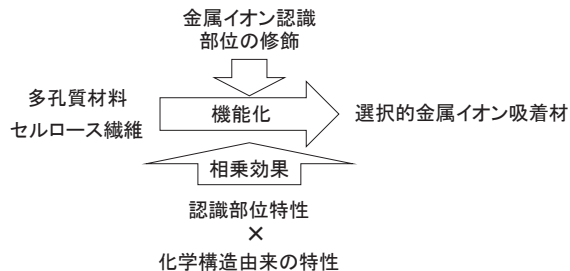 金属イオン認識
部位の修飾
多孔質材料
セルロース繊維
機能化
選択的金属イオン吸着材
相乗効果
認識部位特性
×
化学構造由来の特性